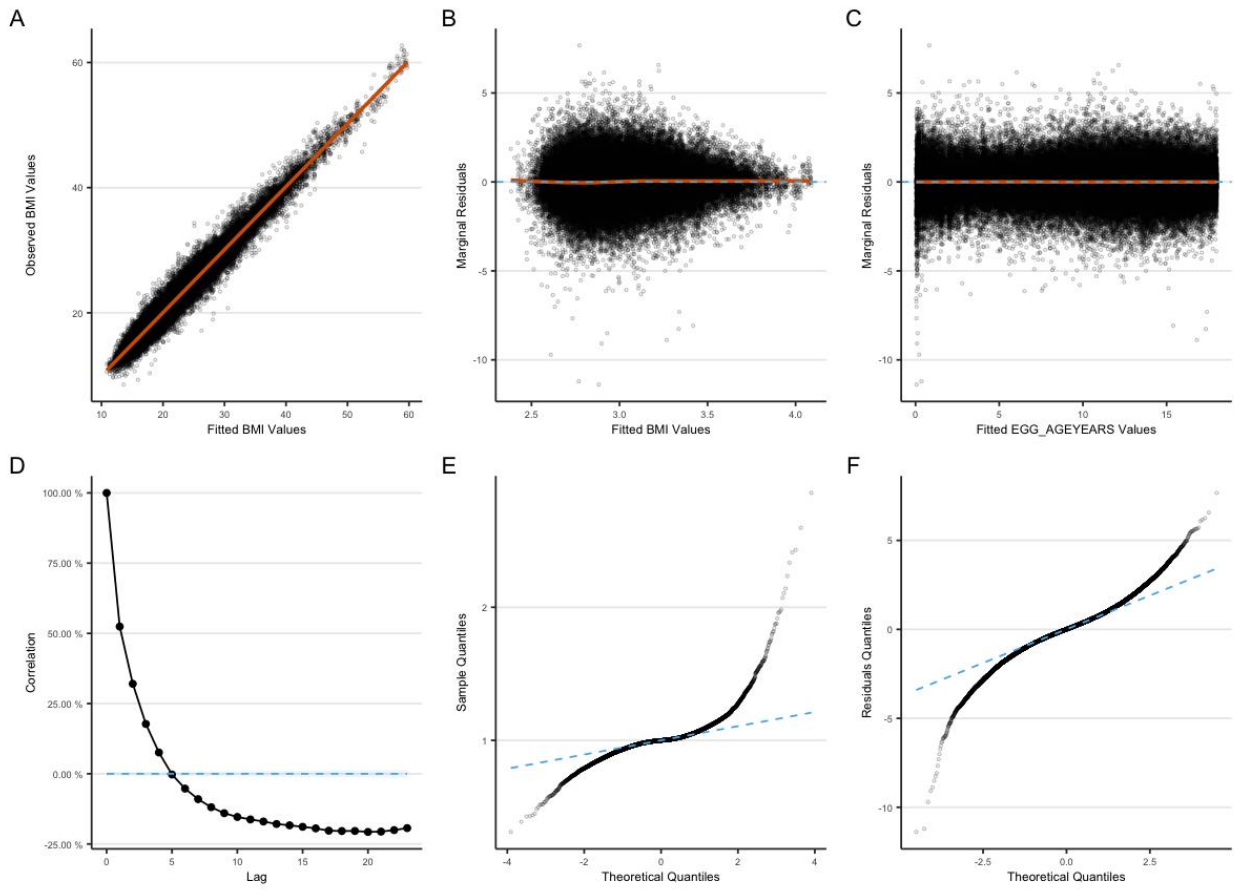 A
Observed BMI Values
60
40
20
10 20 30 40 50 60
Fitted BMI Values
B
Marginal Residuals
5
0
-5
-10
2.5 3.0 3.5 4.0
Fitted BMI Values
C
Marginal Residuals
5
0
-5
-10
0 5 10 15
Fitted EGG_AGEYEARS Values
D
Correlation
100.00 %
75.00 %
50.00 %
25.00 %
0.00 %
-25.00 %
0 5 10 15 20
Lag
E
Sample Quantiles
2
1
-4 -2 0 2 4
Theoretical Quantiles
F
Residuals Quantiles
5
0
-5
-10
-2.5 0.0 2.5
Theoretical Quantiles